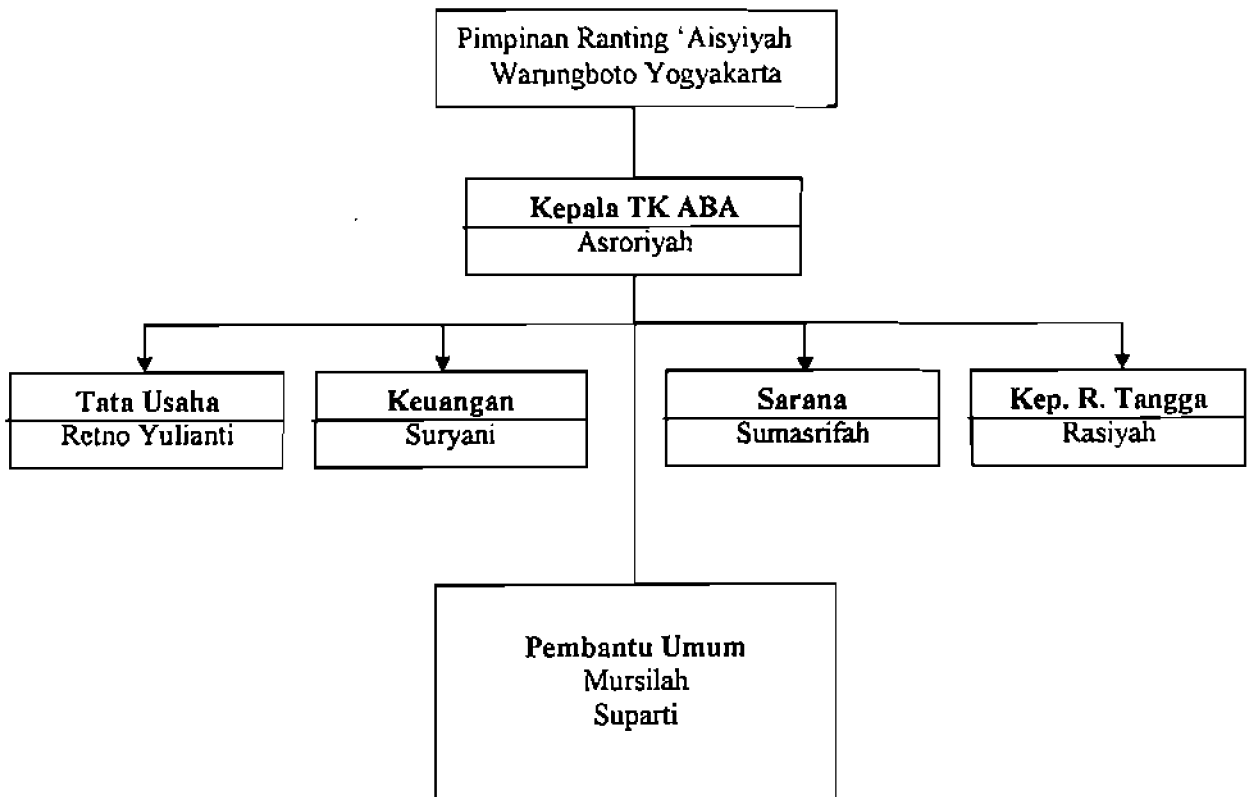 Pimpinan Ranting ‘Aisyiyah
Warungboto Yogyakarta
Kepala TK ABA
Asroriyah
Tata Usaha
Retno Yulianti
Keuangan
Suryani
Sarana
Sumasrifah
Kep. R. Tangga
Rasiyah
Pembantu Umum
Mursilah
Suparti